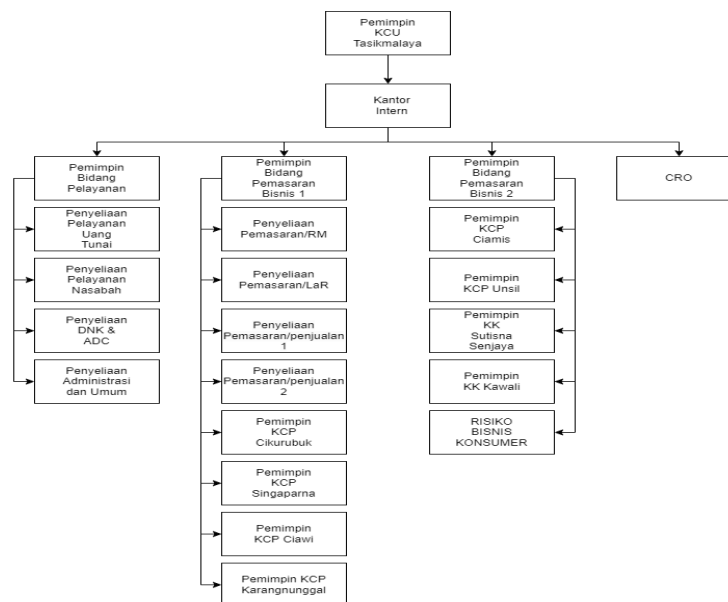 Pemimpin
KCU
Tasikmalaya
Kantor
Intern
Pemimpin
Bidang
Pelayanan
Pemimpin
Bidang
Pemasaran
Bisnis 1
Pemimpin
Bidang
Pemasaran
Bisnis 2
CRO
Penyeliaan
Pelayanan
Uang
Tunai
Penyeliaan
Pelayanan
Nasabah
Penyeliaan
DNK &
ADC
Penyeliaan
Administrasi
dan Umum
Penyeliaan
Pemasaran/RM
Penyeliaan
Pemasaran/LaR
Penyeliaan
Pemasaran/penjualan
1
Penyeliaan
Pemasaran/penjualan
2
Pemimpin
KCP
Cikurubuk
Pemimpin
KCP
Singaparna
Pemimpin
KCP Ciawi
Pemimpin KCP
Karangnunggal
Pemimpin
KCP
Ciamis
Pemimpin
KCP Unsil
Pemimpin
KK
Sutisna
Senjaya
Pemimpin
KK Kawali
RISIKO
BISNIS
KONSUMER